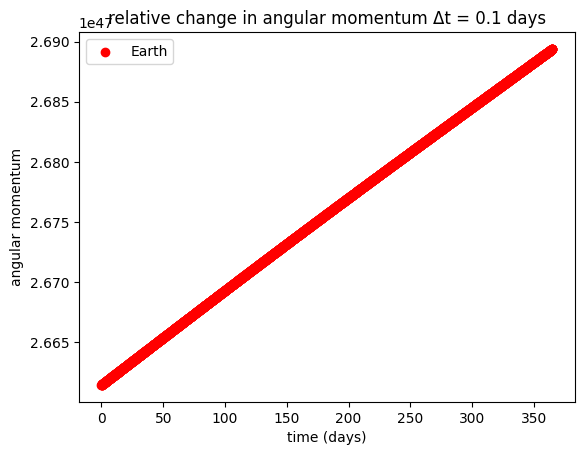 relative change in angular momentum Δt = 0.1 days
1e47
Earth
2.690
2.685
2.680
2.675
2.670
2.665
angular momentum
0
50
100
150
200
250
300
350
time (days)